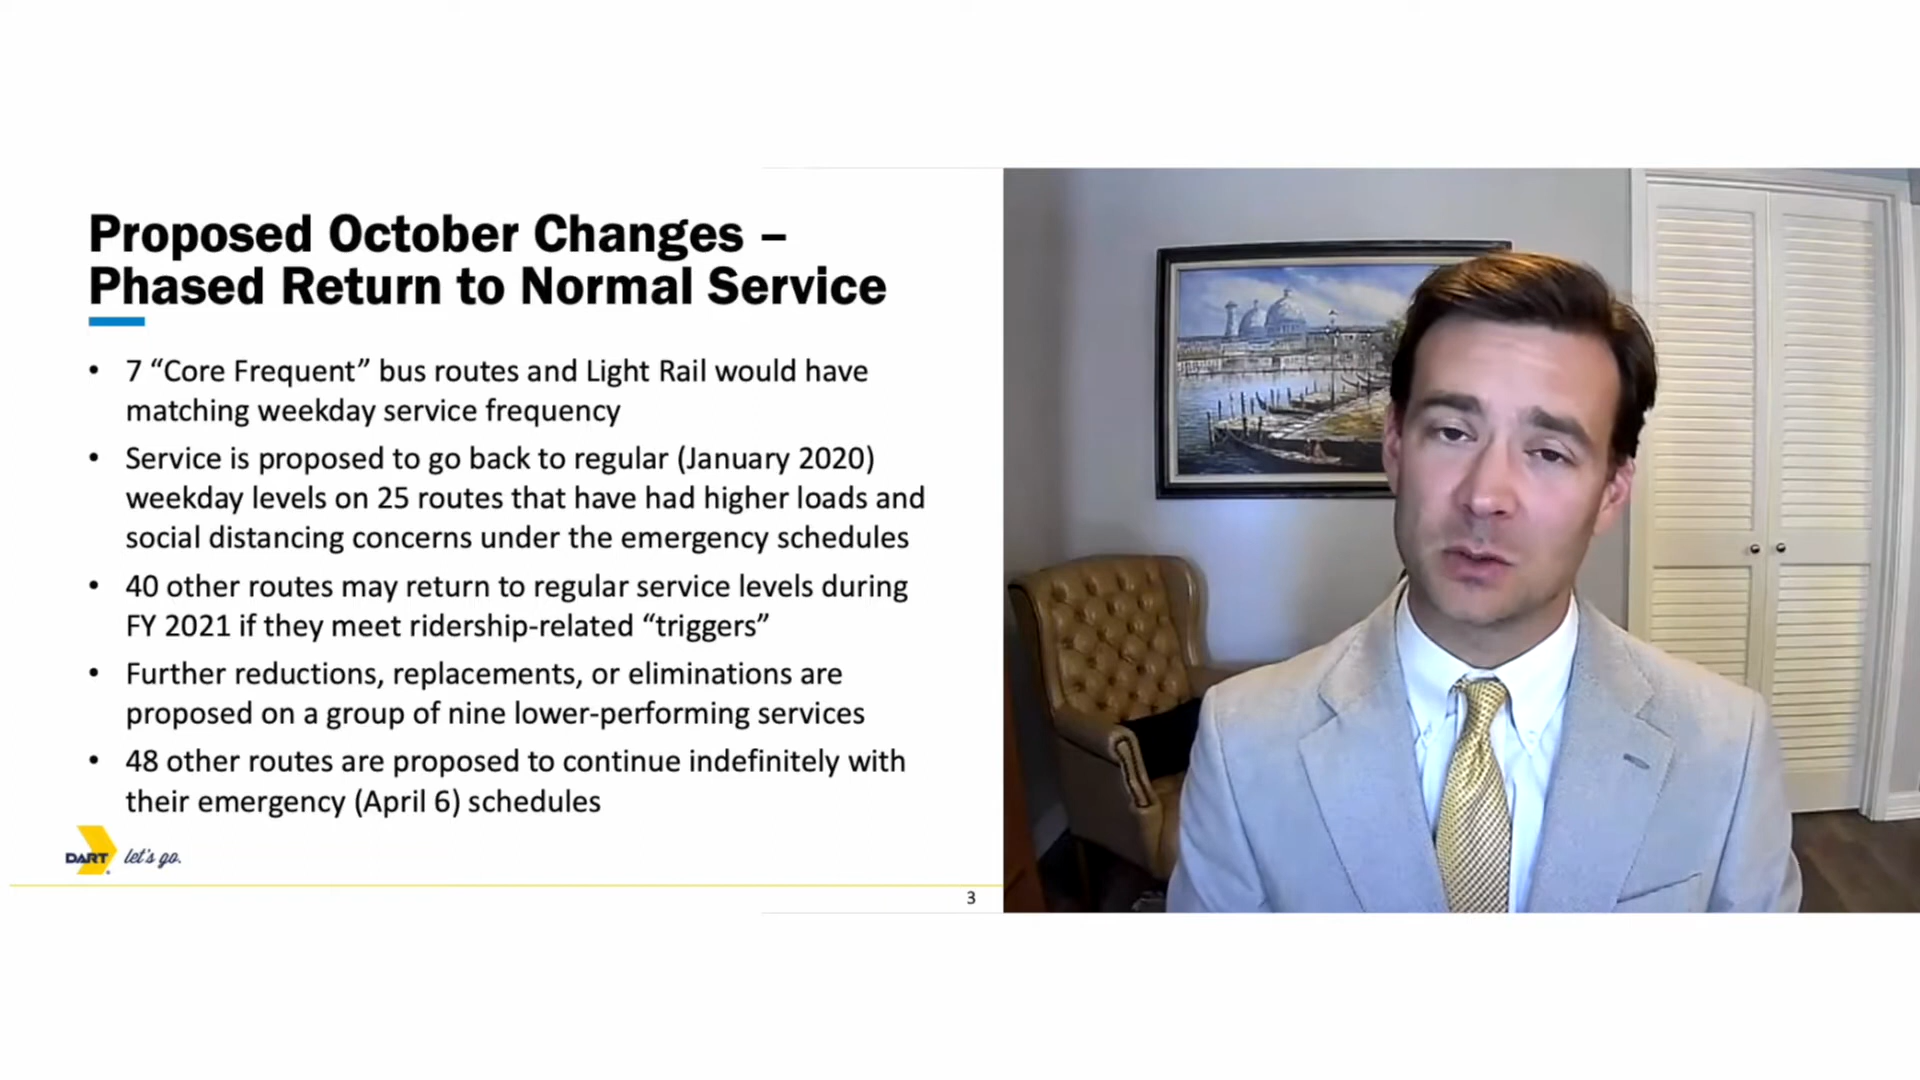 Proposed October Changes –
Phased Return to Normal Service
• 7 “Core Frequent” bus routes and Light Rail would have
matching weekday service frequency
• Service is proposed to go back to regular (January 2020)
weekday levels on 25 routes that have had higher loads and
social distancing concerns under the emergency schedules
• 40 other routes may return to regular service levels during
FY 2021 if they meet ridership-related “triggers”
• Further reductions, replacements, or eliminations are
proposed on a group of nine lower-performing services
• 48 other routes are proposed to continue indefinitely with
their emergency (April 6) schedules
DART let's go.
3